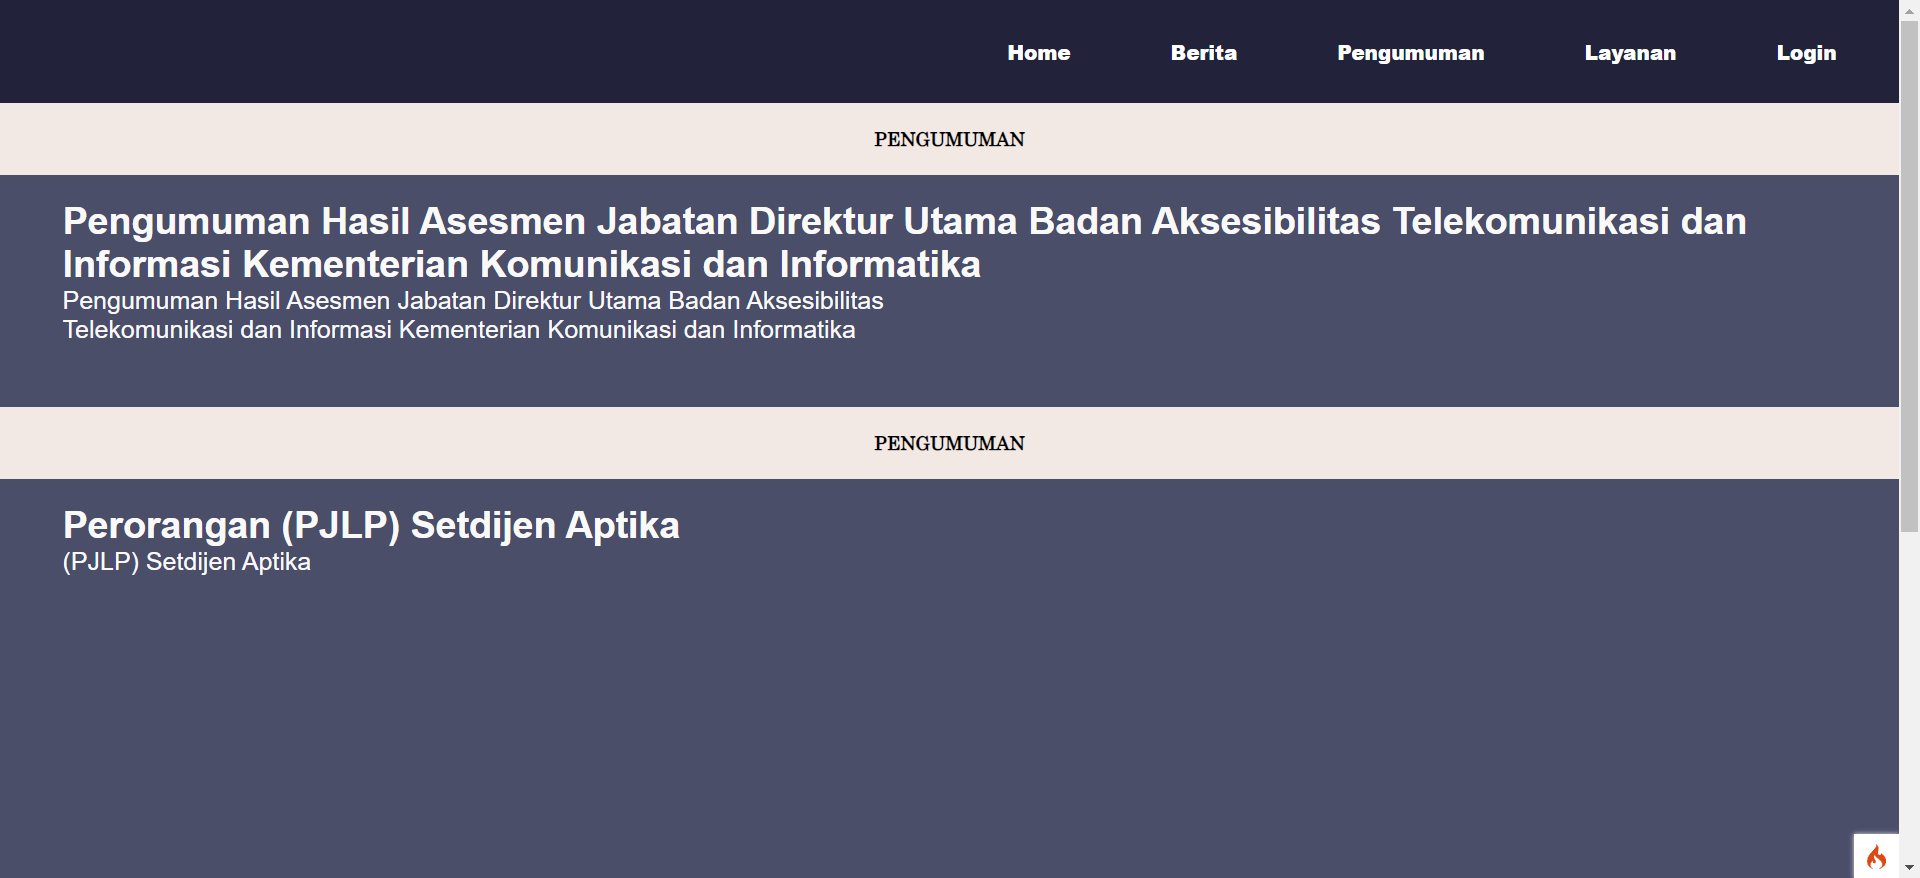 Home Berita Pengumuman Layanan Login
PENGUMUMAN
Pengumuman Hasil Asesmen Jabatan Direktur Utama Badan Aksesibilitas Telekomunikasi dan
Informasi Kementerian Komunikasi dan Informatika
Pengumuman Hasil Asesmen Jabatan Direktur Utama Badan Aksesibilitas
Telekomunikasi dan Informasi Kementerian Komunikasi dan Informatika
PENGUMUMAN
Perorangan (PJLP) Setdijen Aptika
(PJLP) Setdijen Aptika